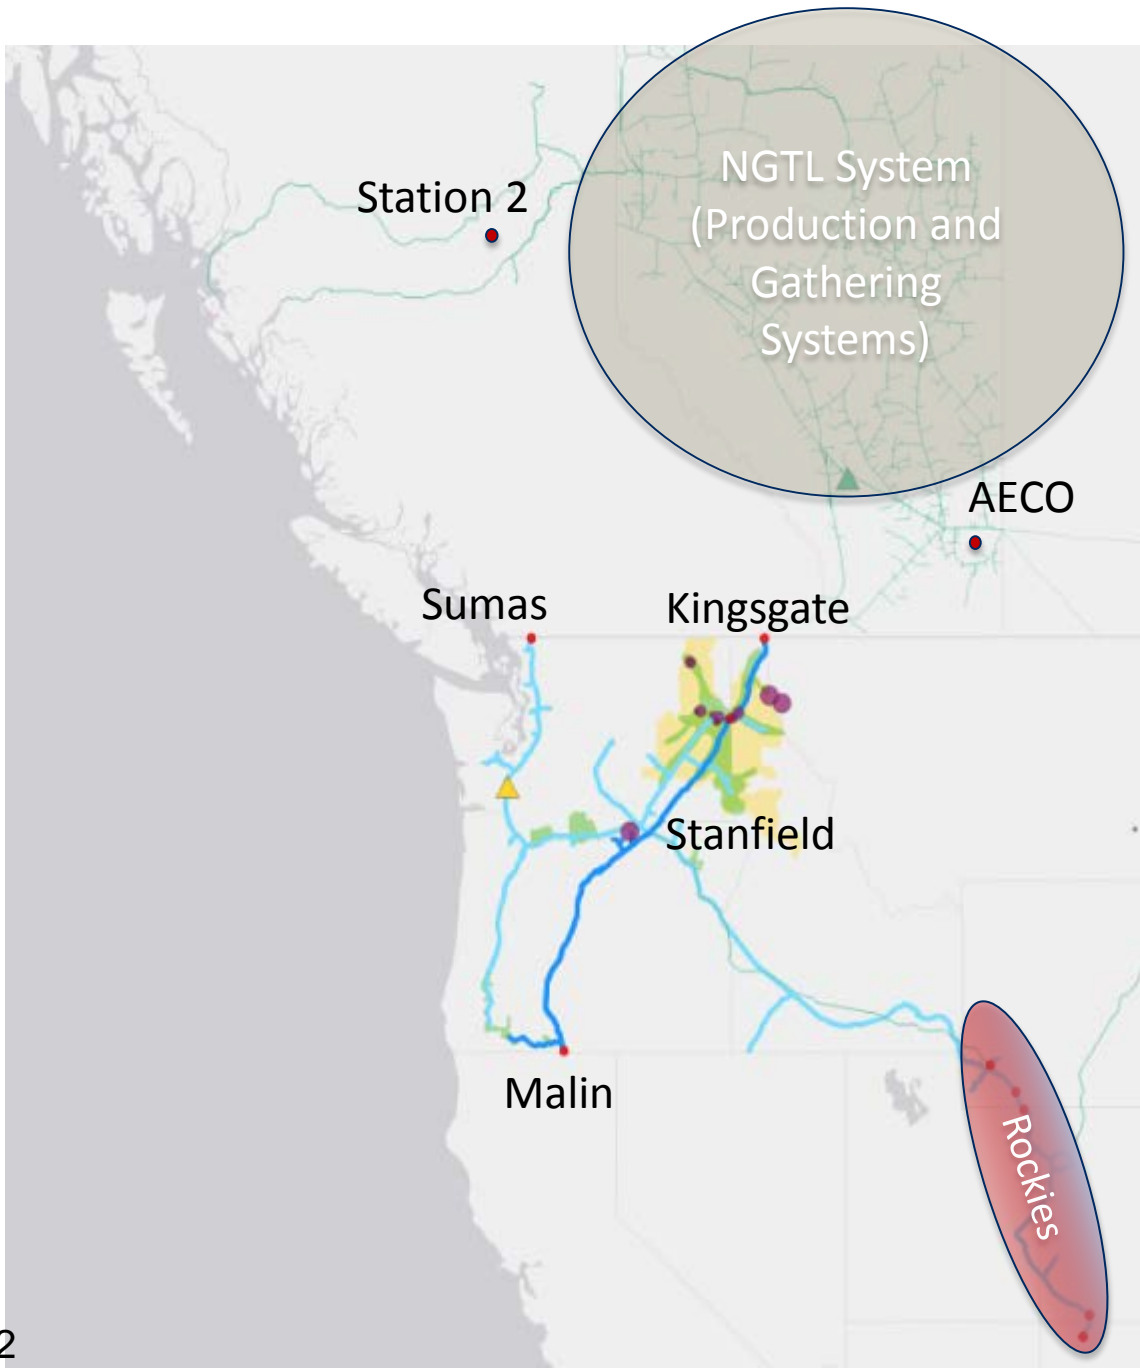 NGTL System
(Production and
Gathering
Systems)
Station 2
AECO
Sumas
Kingsgate
Stanfield
Malin
Rockies
2